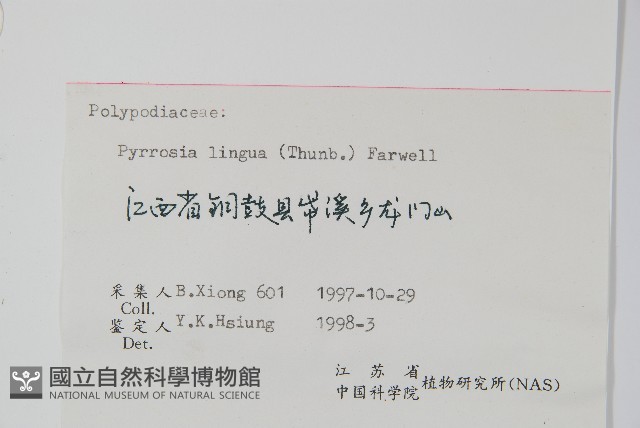 Polypodiaceae:
Pyrrosia lingua (Thunb.) Farwell
江西省铜鼓县 溪乡龙门山
采集人 B.Xiong 601 1997-10-29
Coll.
鉴定人 Y.K.Hsiung 1998-3
Det.
江苏省
中国科学院 植物研究所(NAS)
國立自然科學博物館
NATIONAL MUSEUM OF NATURAL SCIENCE